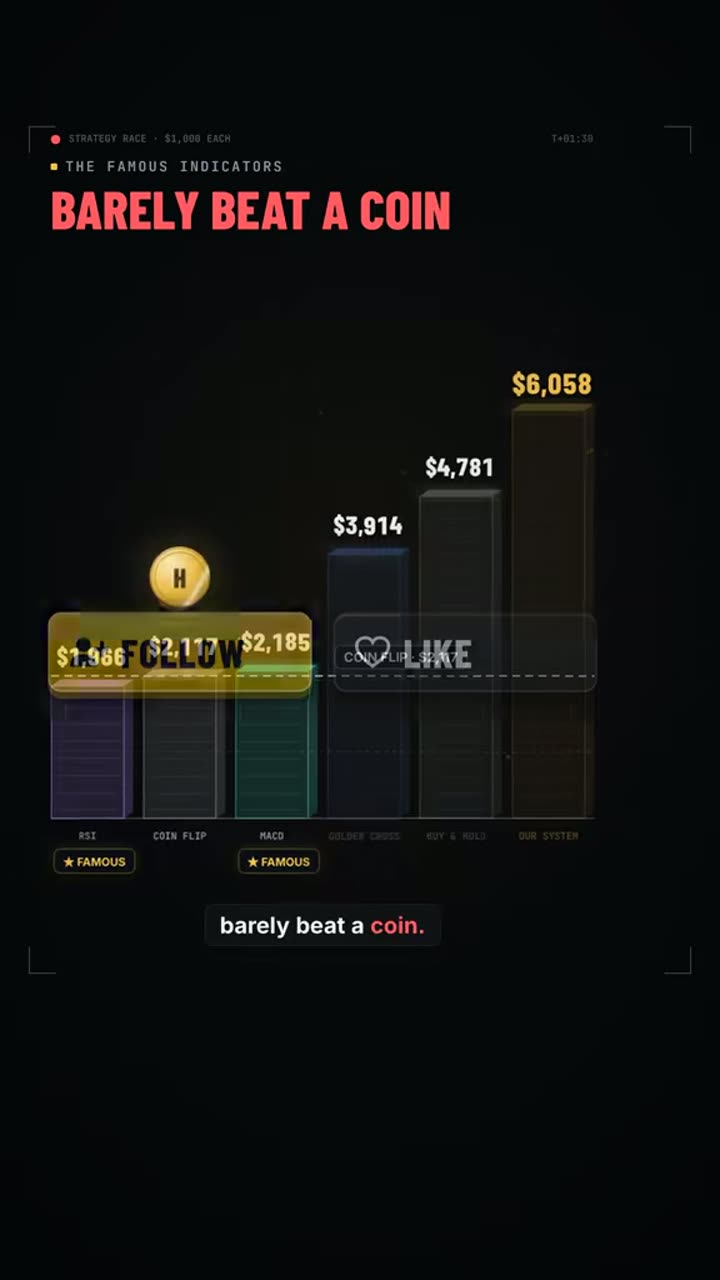 STRATEGY RACE · $1,000 EACH
T+01:30
THE FAMOUS INDICATORS
BARELY BEAT A COIN
$6,058
$4,781
$3,914
H
$1,966
$2,117
$2,185
FOLLOW
COIN FLIP · $2,117
LIKE
RSI
COIN FLIP
MACD
GOLDEN CROSS
BUY & HOLD
OUR SYSTEM
★ FAMOUS
★ FAMOUS
barely beat a coin.